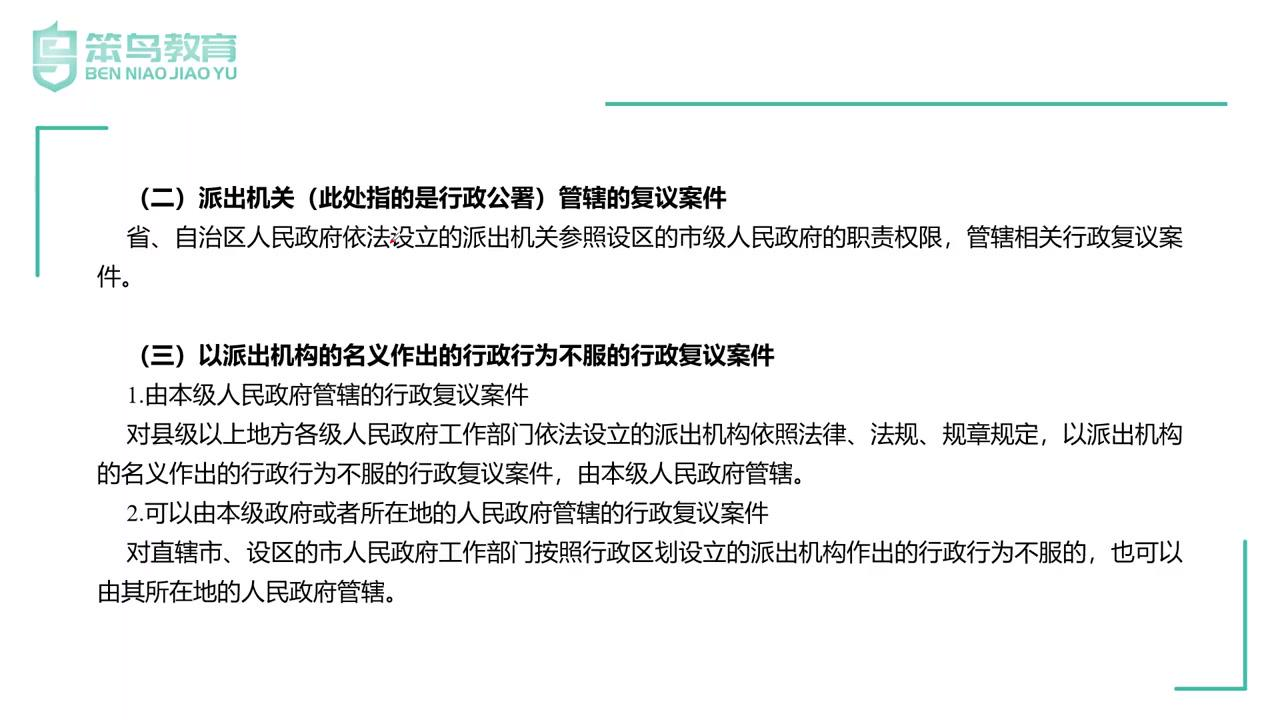 笨鸟教育
BEN NIAO JIAO YU
（二）派出机关（此处指的是行政公署）管辖的复议案件
省、自治区人民政府依法设立的派出机关参照设区的市级人民政府的职责权限，管辖相关行政复议案
件。
（三）以派出机构的名义作出的行政行为不服的行政复议案件
1.由本级人民政府管辖的行政复议案件
对县级以上地方各级人民政府工作部门依法设立的派出机构依照法律、法规、规章规定，以派出机构
的名义作出的行政行为不服的行政复议案件，由本级人民政府管辖。
2.可以由本级政府或者所在地的人民政府管辖的行政复议案件
对直辖市、设区的市人民政府工作部门按照行政区划设立的派出机构作出的行政行为不服的，也可以
由其所在地的人民政府管辖。